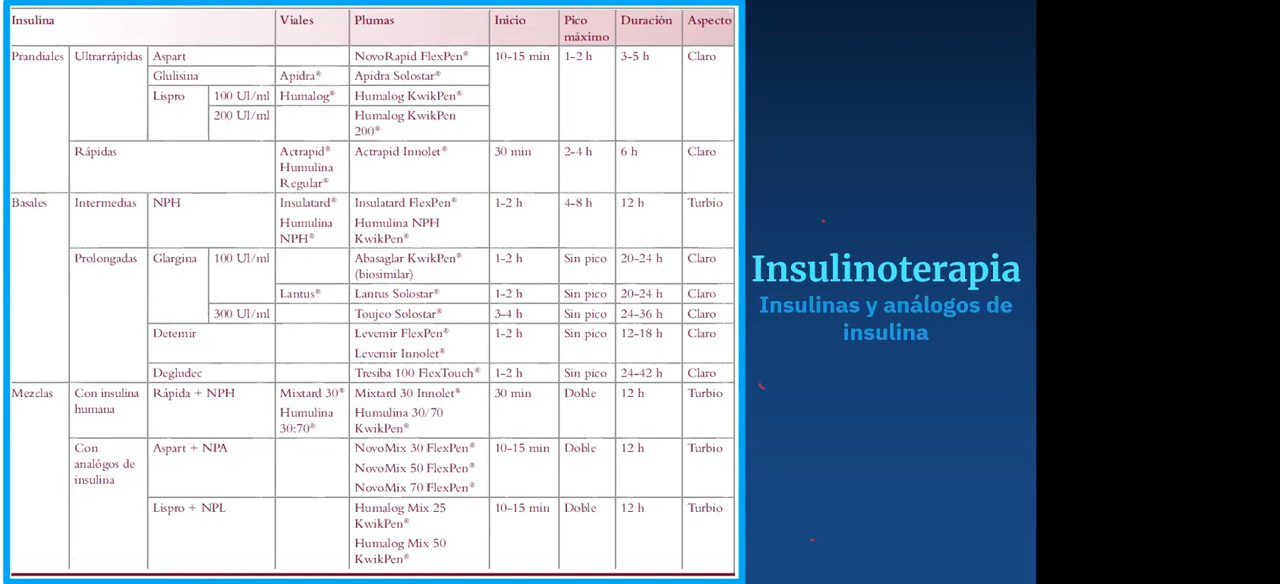 Insulina Viales Plumas Inicio Pico máximo Duración Aspecto
Prandiales Ultrarrápidas Aspart NovoRapid FlexPen® 10-15 min 1-2 h 3-5 h Claro
Glulisina Apidra® Apidra Solostar®
Lispro 100 UI/ml Humalog® Humalog KwikPen®
200 UI/ml Humalog KwikPen 200®
Rápidas Actrapid® Actrapid Innolet® 30 min 2-4 h 6 h Claro
Humulina
Regular®
Basales Intermedias NPH Insulatard® Insulatard FlexPen® 1-2 h 4-8 h 12 h Turbio
Humulina NPH® Humulina NPH KwikPen®
Prolongadas Glargina 100 UI/ml Abasaglar KwikPen® (biosimilar) 1-2 h Sin pico 20-24 h Claro
Lantus® Lantus Solostar® 1-2 h Sin pico 20-24 h Claro
300 UI/ml Toujeo Solostar® 3-4 h Sin pico 24-36 h Claro
Detemir Levemir FlexPen® 1-2 h Sin pico 12-18 h Claro
Levemir Innolet®
Degludec Tresiba 100 FlexTouch® 1-2 h Sin pico 24-42 h Claro
Mezclas Con insulina humana Rápida + NPH Mixtard 30® Mixtard 30 Innolet® 30 min Doble 12 h Turbio
Humulina 30:70® Humulina 30/70 KwikPen®
Con analógos de insulina Aspart + NPA NovoMix 30 FlexPen® 10-15 min Doble 12 h Turbio
NovoMix 50 FlexPen®
NovoMix 70 FlexPen®
Lispro + NPL Humalog Mix 25 KwikPen® 10-15 min Doble 12 h Turbio
Humalog Mix 50 KwikPen®
Insulinoterapia
Insulinas y análogos de
insulina